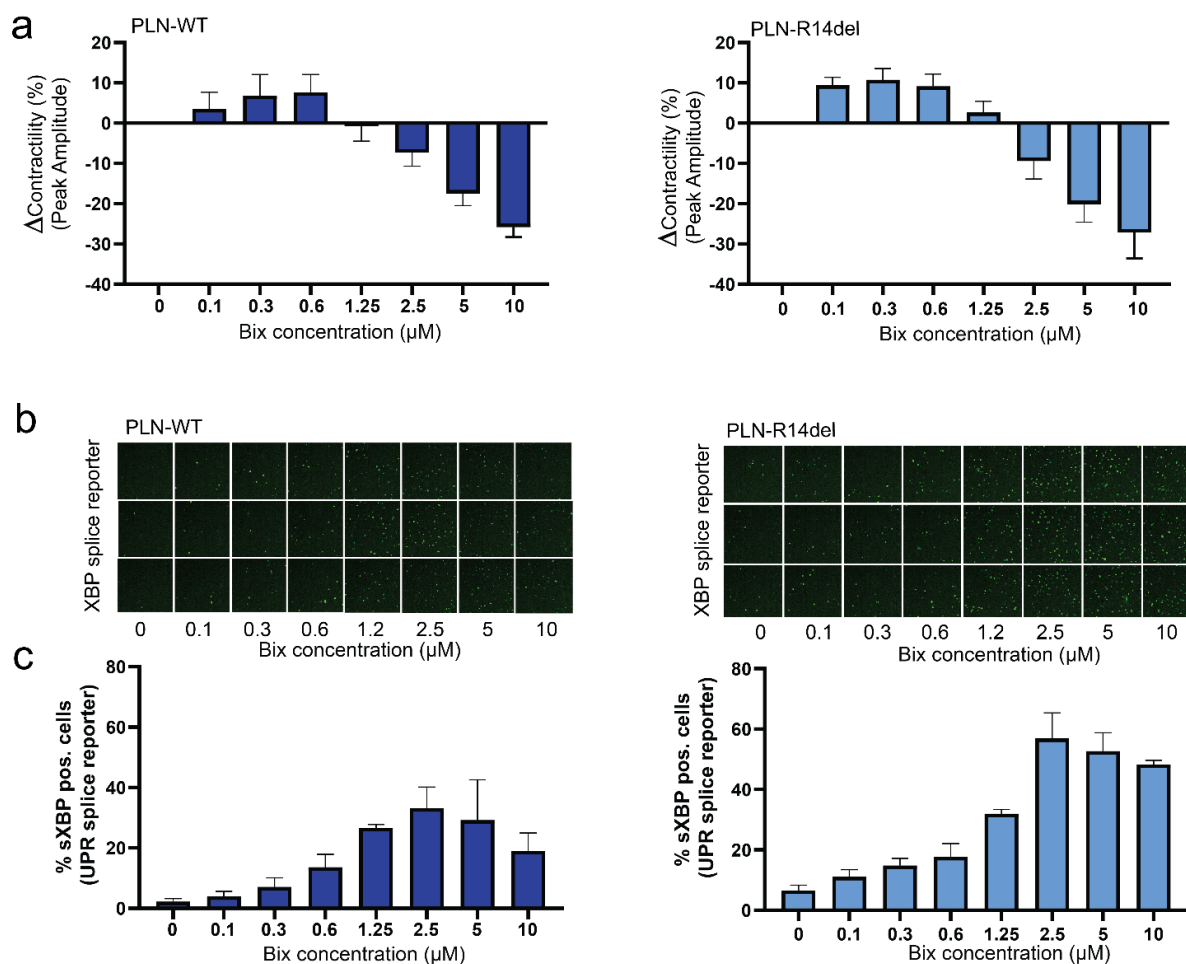 a
PLN-WT
ΔContractility (%)
(Peak Amplitude)
20
10
0
-10
-20
-30
-40
0 0.1 0.3 0.6 1.25 2.5 5 10
Bix concentration (µM)
PLN-R14del
ΔContractility (%)
(Peak Amplitude)
20
10
0
-10
-20
-30
-40
0 0.1 0.3 0.6 1.25 2.5 5 10
Bix concentration (µM)
b
PLN-WT
XBP splice reporter
0 0.1 0.3 0.6 1.2 2.5 5 10
Bix concentration (µM)
PLN-R14del
XBP splice reporter
0 0.1 0.3 0.6 1.2 2.5 5 10
Bix concentration (µM)
c
% sXBP pos. cells
(UPR splice reporter)
80
60
40
20
0
0 0.1 0.3 0.6 1.25 2.5 5 10
Bix concentration (µM)
% sXBP pos. cells
(UPR splice reporter)
80
60
40
20
0
0 0.1 0.3 0.6 1.25 2.5 5 10
Bix concentration (µM)